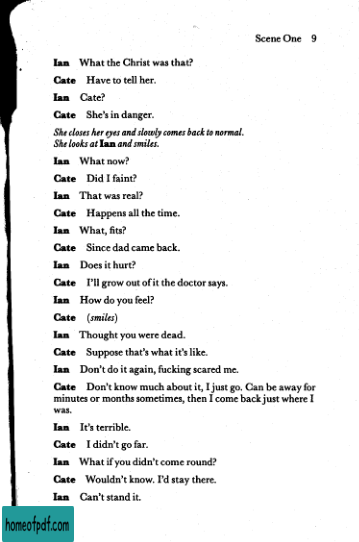 Scene One 9
Ian What the Christ was that?
Cate Have to tell her.
Ian Cate?
Cate She's in danger.
She closes her eyes and slowly comes back to normal.
She looks at Ian and smiles.
Ian What now?
Cate Did I faint?
Ian That was real?
Cate Happens all the time.
Ian What, fits?
Cate Since dad came back.
Ian Does it hurt?
Cate I'll grow out of it the doctor says.
Ian How do you feel?
Cate (smiles)
Ian Thought you were dead.
Cate Suppose that's what it's like.
Ian Don't do it again, fucking scared me.
Cate Don't know much about it, I just go. Can be away for
minutes or months sometimes, then I come back just where I
was.
Ian It's terrible.
Cate I didn't go far.
Ian What if you didn't come round?
Cate Wouldn't know. I'd stay there.
Ian Can't stand it.
homeofpdf.com